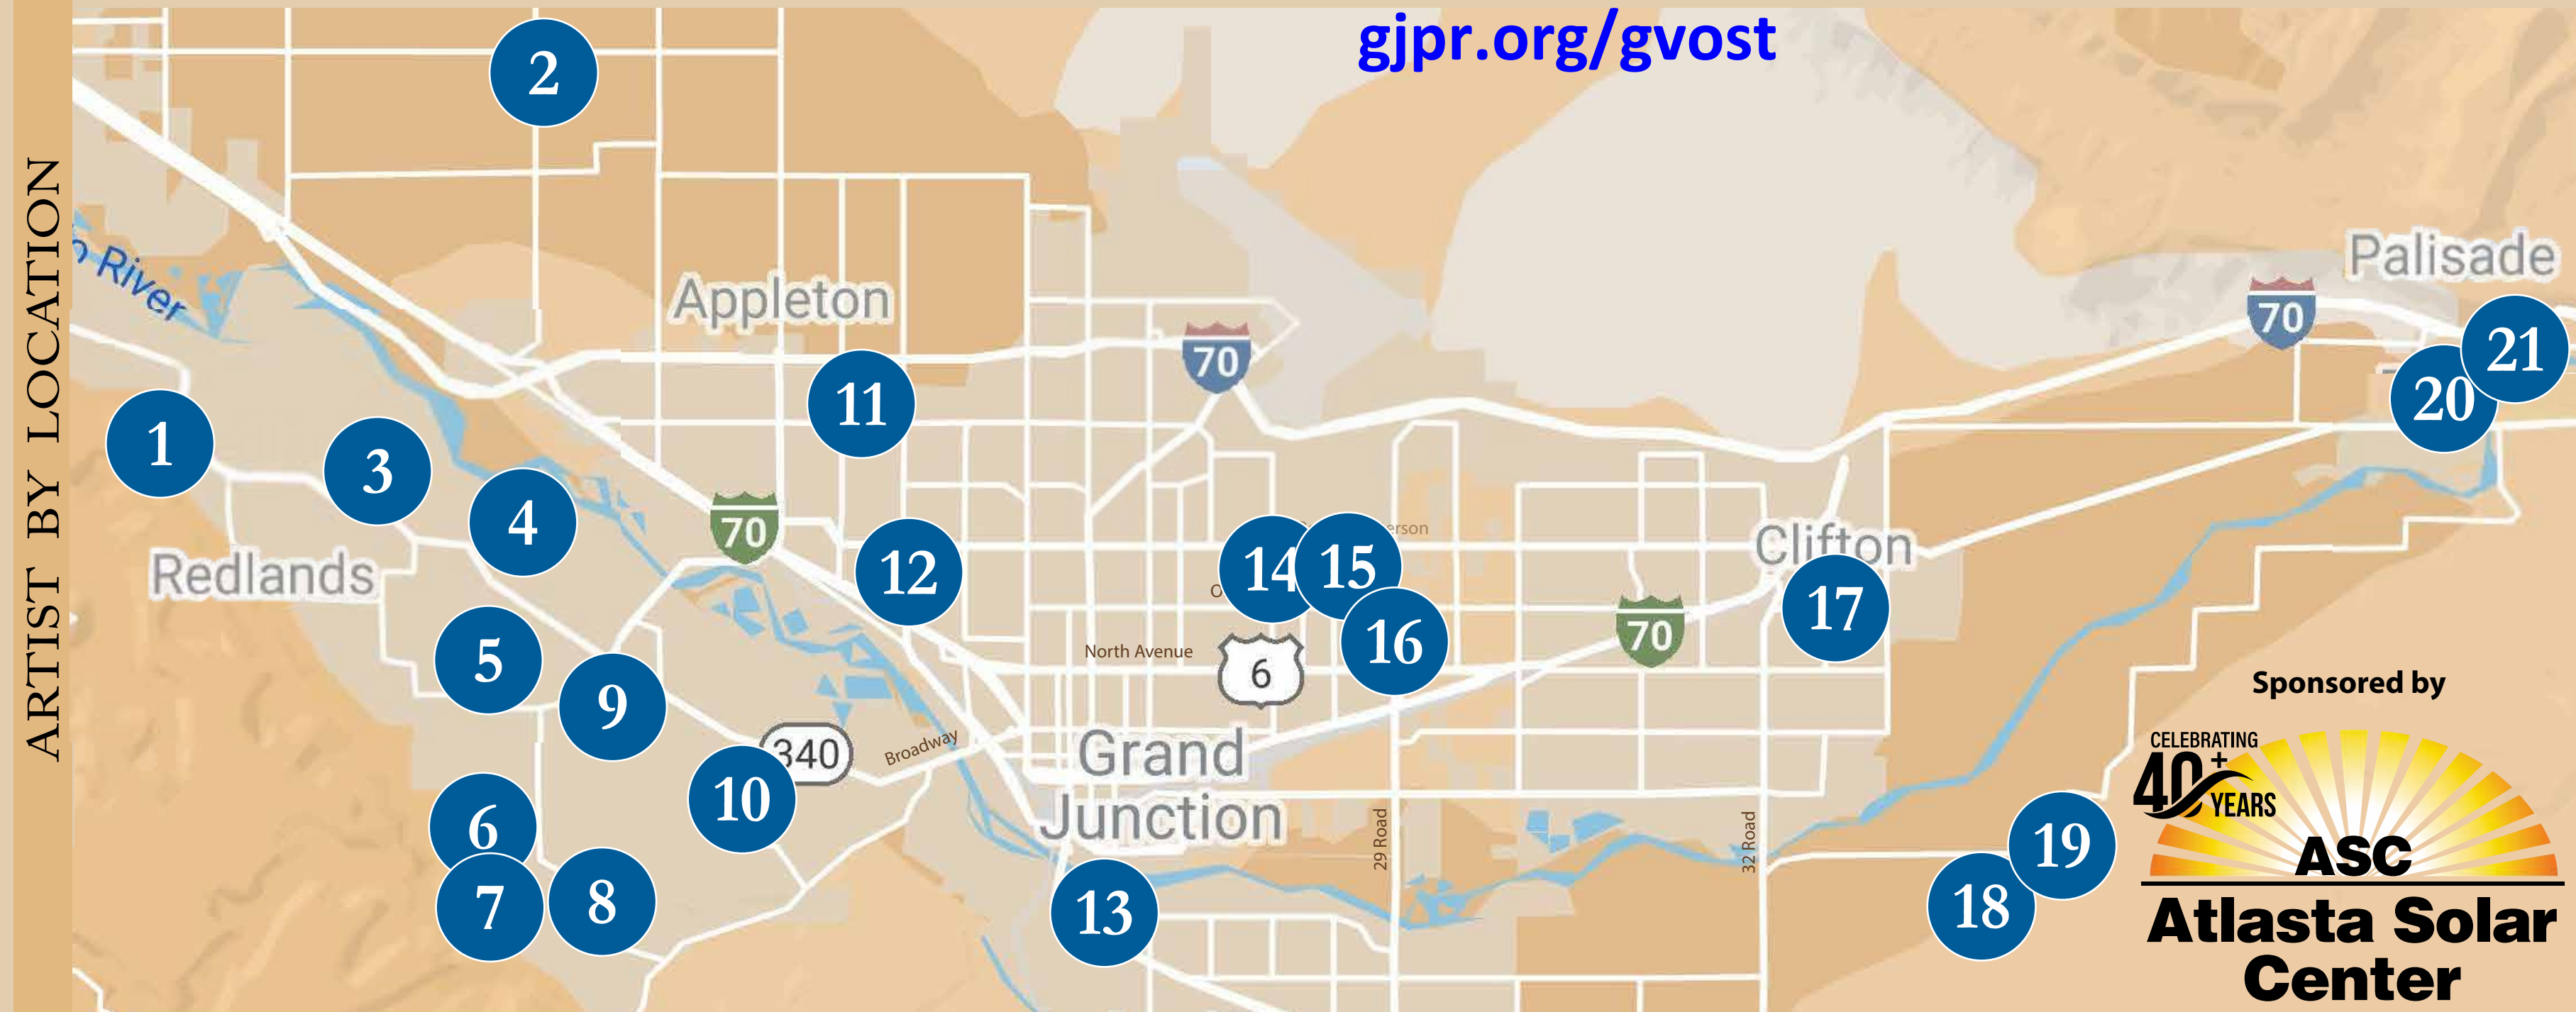 gjpr.org/gvost
ARTIST BY LOCATION
2
River
Appleton
Palisade
70
70
21
20
11
1
3
4
70
Clifton
Redlands
12
14
15
16
17
70
5
North Avenue
6
9
Sponsored by
340
Broadway
Grand
Junction
CELEBRATING
40+
YEARS
10
6
29 Road
32 Road
19
ASC
7
8
13
18
Atlasta Solar
Center